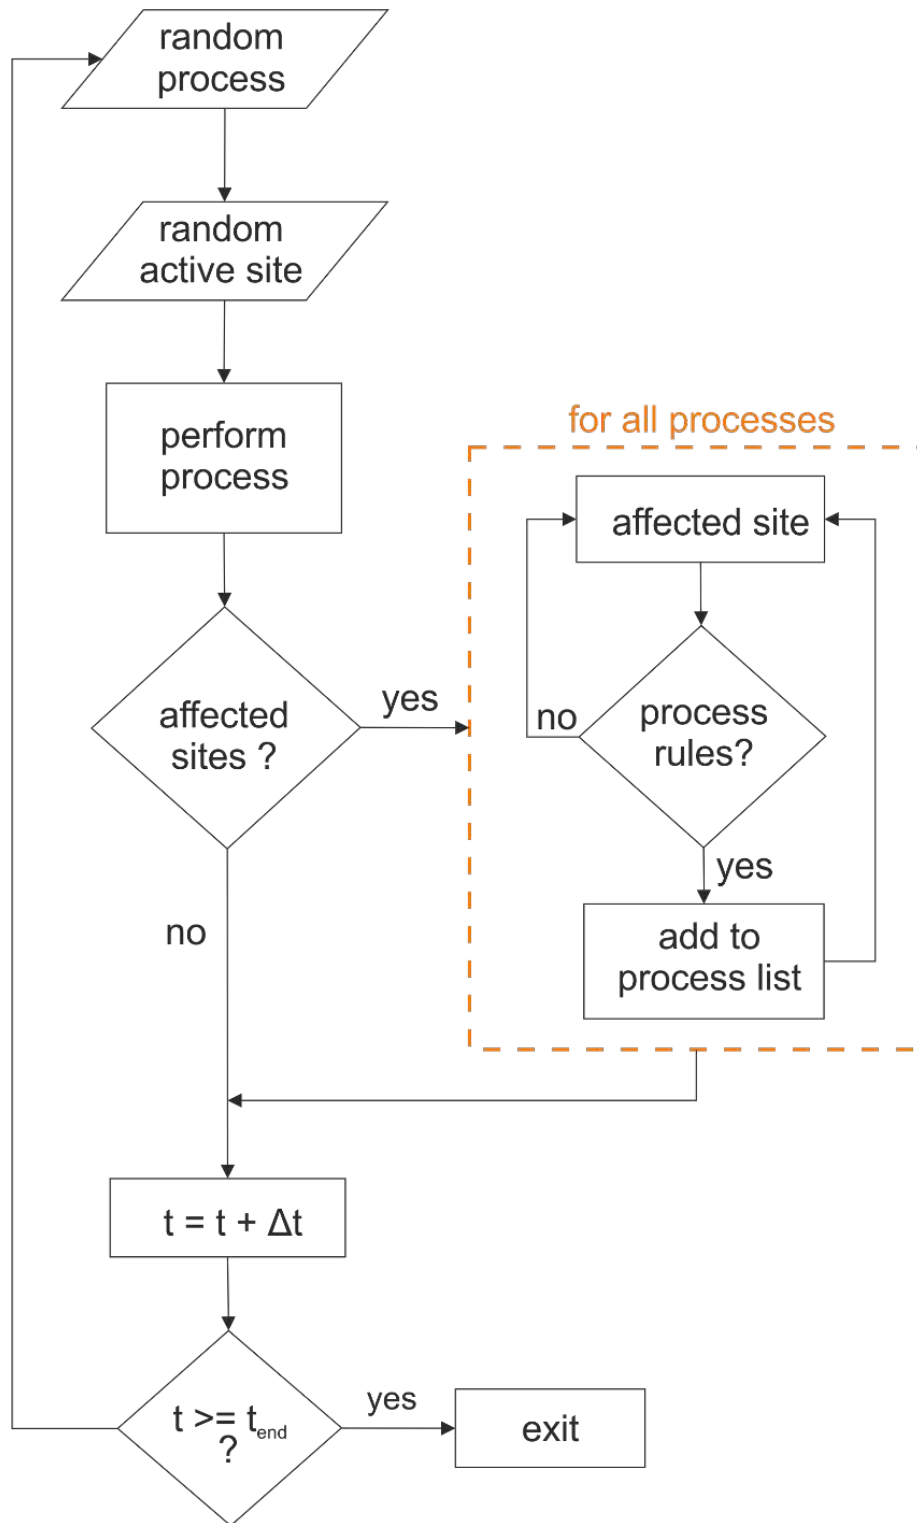 random
process
random
active site
perform
process
for all processes
affected site
affected
sites ?
yes
no
process
rules?
yes
add to
process list
no
t = t + Δt
t >= t_end
?
yes
exit